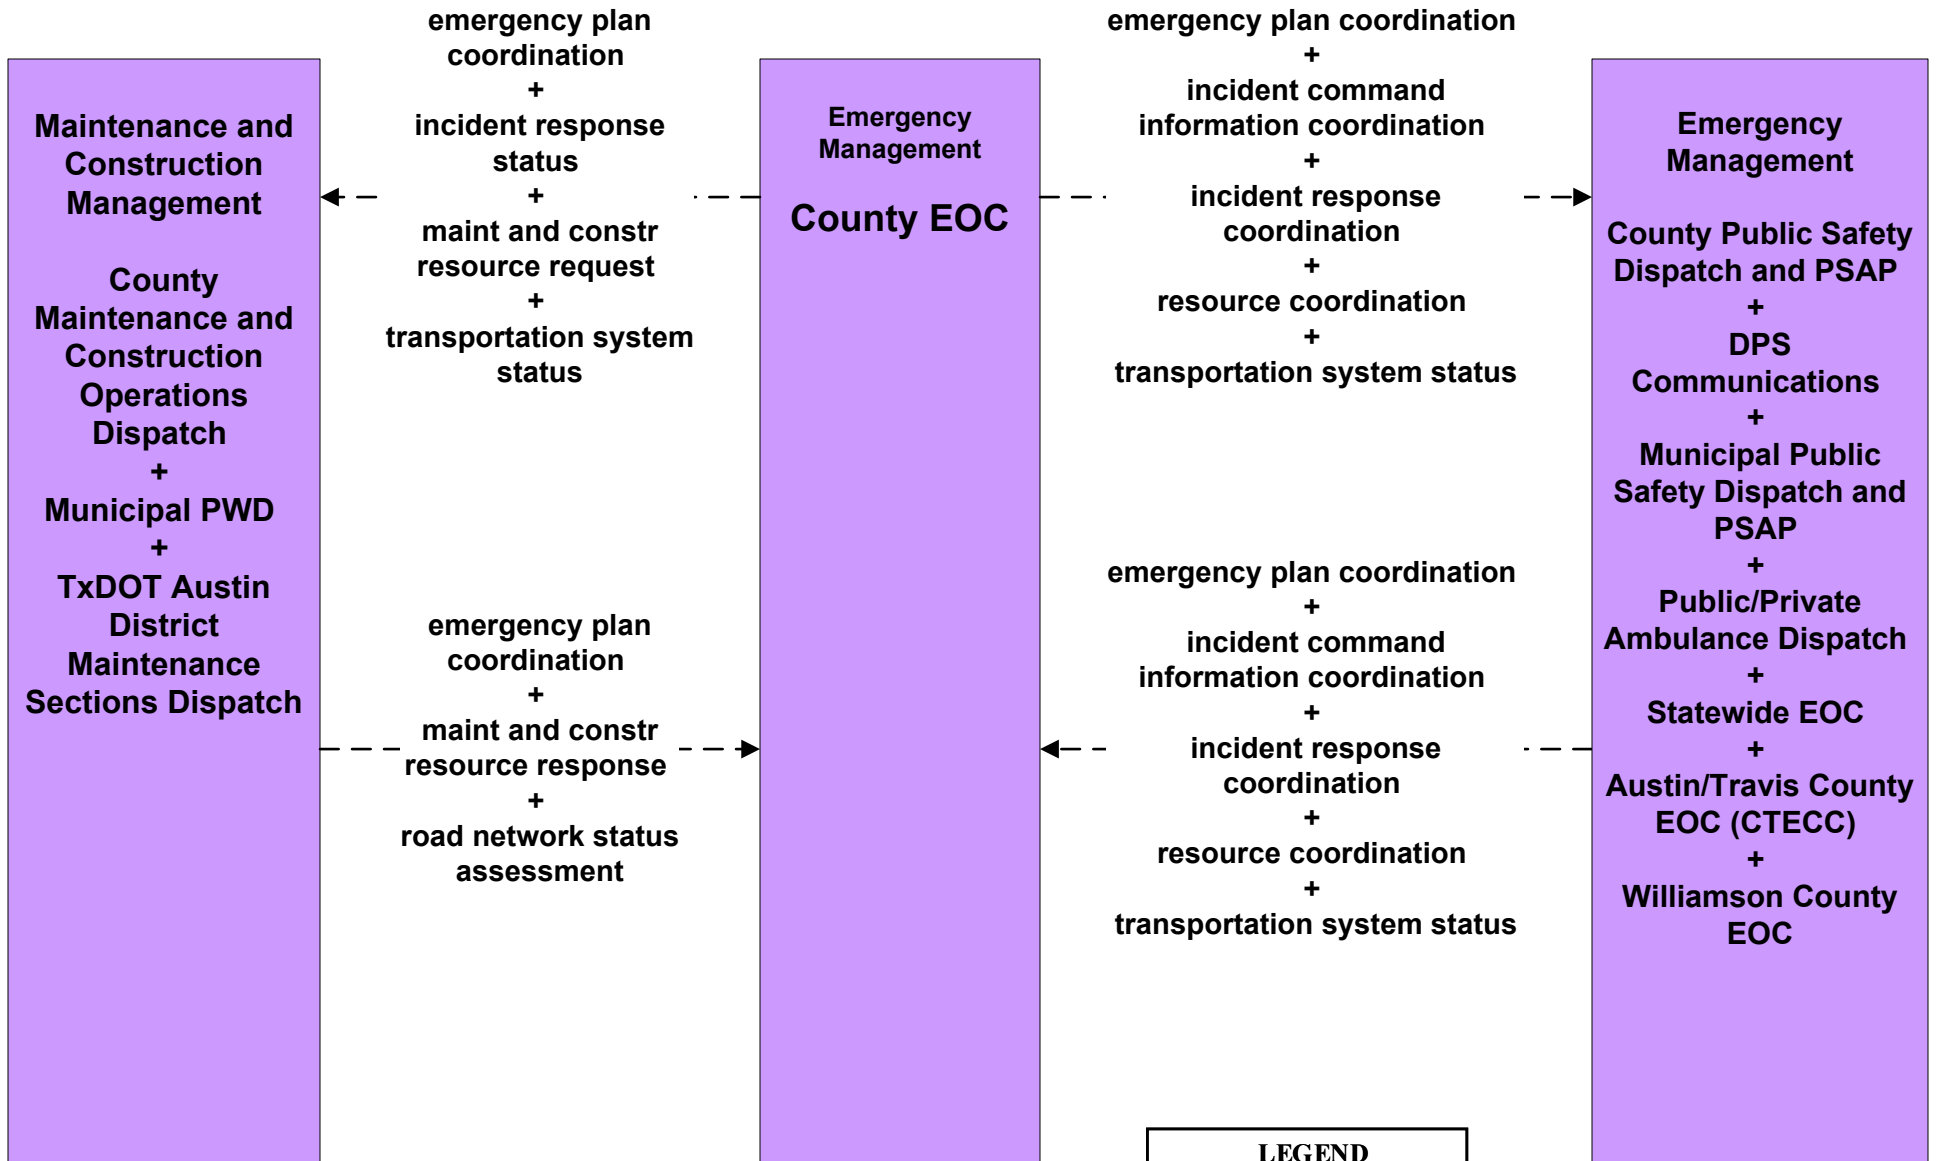 Maintenance and
Construction
Management
County
Maintenance and
Construction
Operations
Dispatch
+
Municipal PWD
+
TxDOT Austin
District
Maintenance
Sections Dispatch
emergency plan
coordination
+
incident response
status
+
maint and constr
resource request
+
transportation system
status
emergency plan
coordination
+
maint and constr
resource response
+
road network status
assessment
Emergency
Management
County EOC
emergency plan coordination
+
incident command
information coordination
+
incident response
coordination
+
resource coordination
+
transportation system status
emergency plan coordination
+
incident command
information coordination
+
incident response
coordination
+
resource coordination
+
transportation system status
Emergency
Management
County Public Safety
Dispatch and PSAP
+
DPS
Communications
+
Municipal Public
Safety Dispatch and
PSAP
+
Public/Private
Ambulance Dispatch
+
Statewide EOC
+
Austin/Travis County
EOC (CTECC)
+
Williamson County
EOC
LEGEND